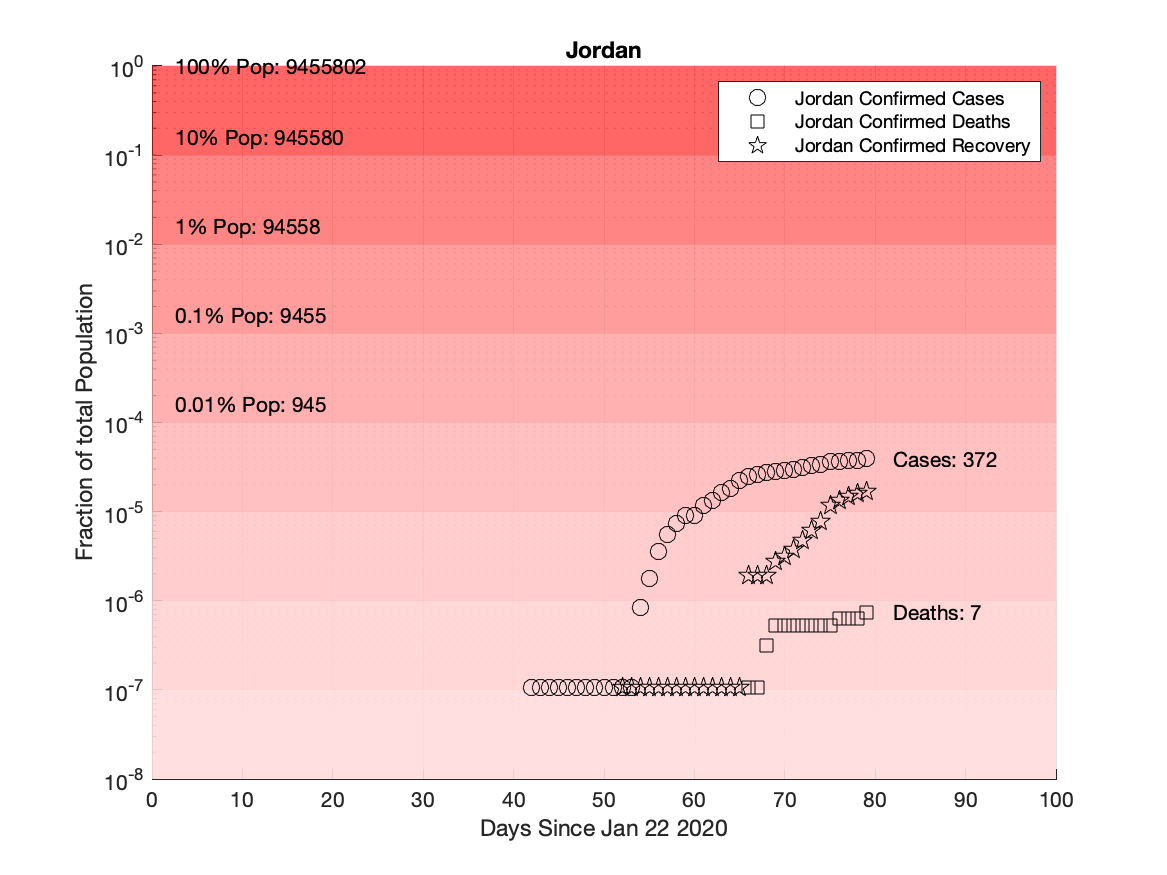 Jordan
10^0
100% Pop: 9455802
Jordan Confirmed Cases
10% Pop: 945580
Jordan Confirmed Deaths
Jordan Confirmed Recovery
10^-1
1% Pop: 94558
10^-2
0.1% Pop: 9455
10^-3
0.01% Pop: 945
10^-4
Cases: 372
10^-5
10^-6
Deaths: 7
10^-7
10^-8
Fraction of total Population
0 10 20 30 40 50 60 70 80 90 100
Days Since Jan 22 2020